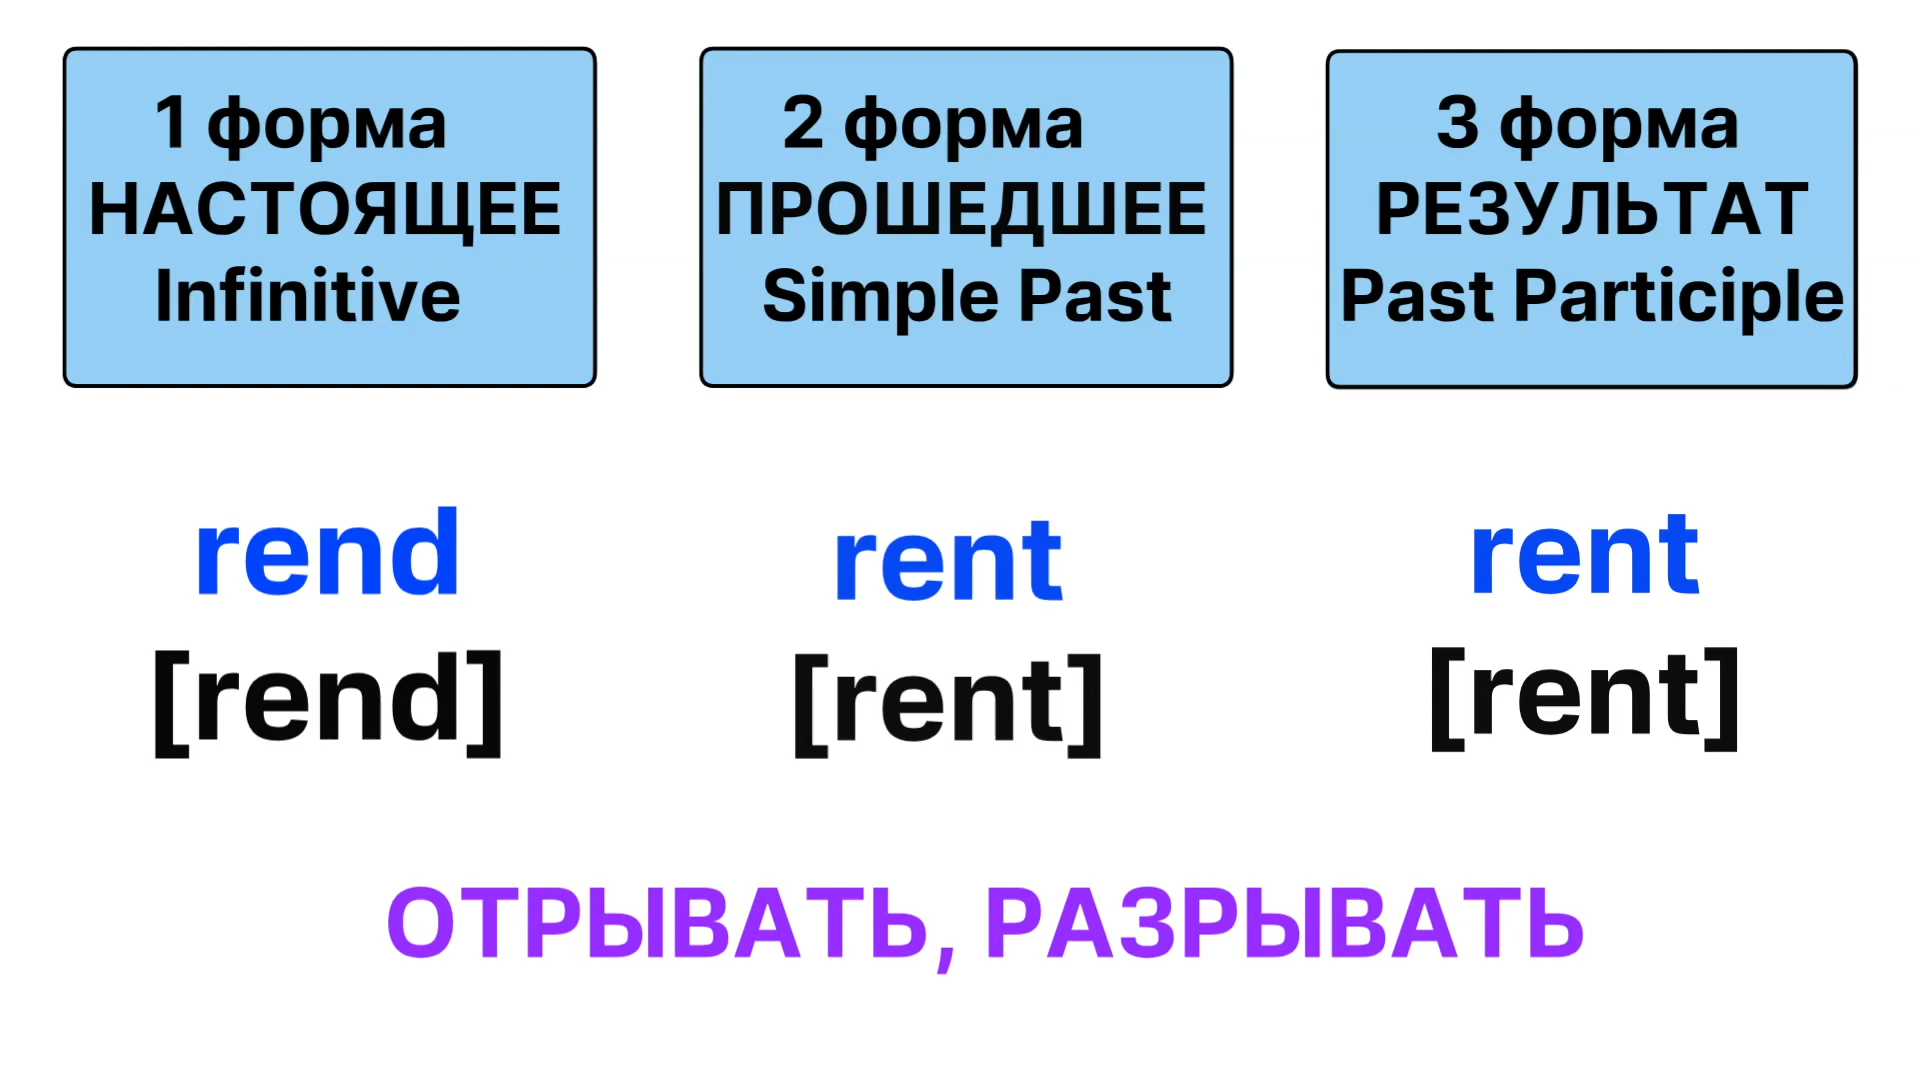 1 форма
НАСТОЯЩЕЕ
Infinitive
2 форма
ПРОШЕДШЕЕ
Simple Past
3 форма
РЕЗУЛЬТАТ
Past Participle
rend
[rend]
rent
[rent]
rent
[rent]
ОТРЫВАТЬ, РАЗРЫВАТЬ